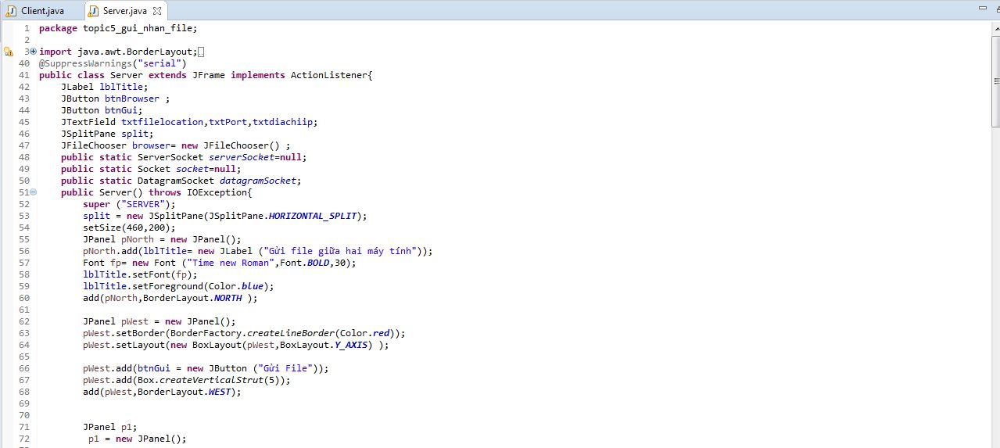 Client.java Server.java
1 package topic5_gui_nhan_file;
2
3 import java.awt.BorderLayout;
40 @SuppressWarnings("serial")
41 public class Server extends JFrame implements ActionListener{
42 JLabel lblTitle;
43 JButton btnBrowser ;
44 JButton btnGui;
45 JTextField txtfilelocation,txtPort,txtdiachiip;
46 JSplitPane split;
47 JFileChooser browser= new JFileChooser() ;
48 public static ServerSocket serverSocket=null;
49 public static Socket socket=null;
50 public static DatagramSocket datagramSocket;
51 public Server() throws IOException{
52 super ("SERVER");
53 split = new JSplitPane(JSplitPane.HORIZONTAL_SPLIT);
54 setSize(460,200);
55 JPanel pNorth = new JPanel();
56 pNorth.add(lblTitle= new JLabel ("Gửi file giữa hai máy tính"));
57 Font fp= new Font ("Time new Roman",Font.BOLD,30);
58 lblTitle.setFont(fp);
59 lblTitle.setForeground(Color.blue);
60 add(pNorth,BorderLayout.NORTH );
61
62 JPanel pWest = new JPanel();
63 pWest.setBorder(BorderFactory.createLineBorder(Color.red));
64 pWest.setLayout(new BoxLayout(pWest,BoxLayout.Y_AXIS) );
65
66 pWest.add(btnGui = new JButton ("Gửi File"));
67 pWest.add(Box.createVerticalStrut(5));
68 add(pWest,BorderLayout.WEST);
69
70
71 JPanel p1;
72 p1 = new JPanel();